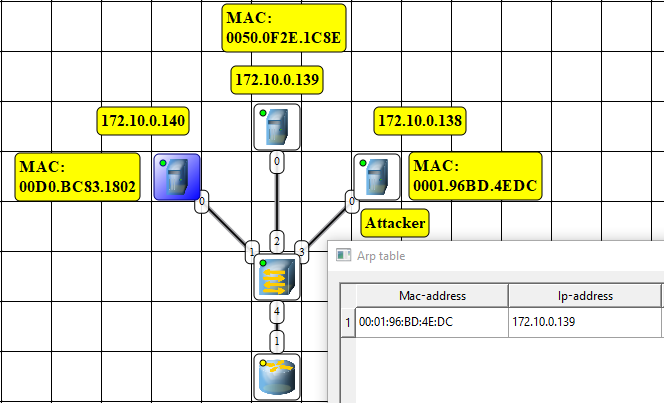 MAC:
0050.0F2E.1C8E
172.10.0.139
172.10.0.140
172.10.0.138
MAC:
00D0.BC83.1802
0
MAC:
0001.96BD.4EDC
0
0
Attacker
1
2
3
4
1
Arp table
Mac-address
Ip-address
1
00:01:96:BD:4E:DC
172.10.0.139